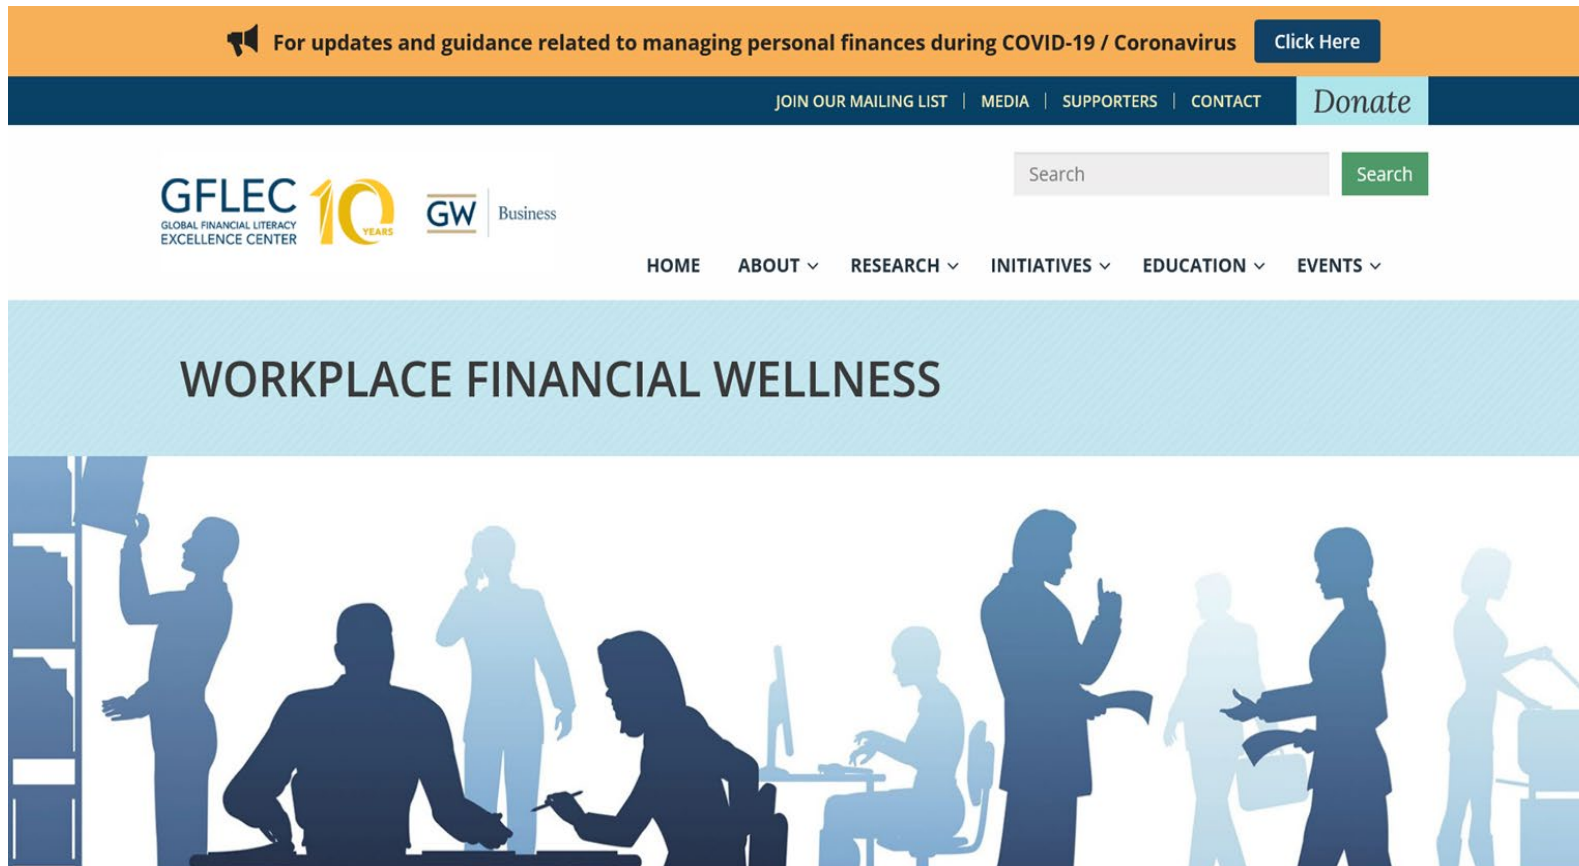 For updates and guidance related to managing personal finances during COVID-19 / Coronavirus Click Here
JOIN OUR MAILING LIST | MEDIA | SUPPORTERS | CONTACT Donate
Search Search
GFLEC 10 YEARS GW Business
GLOBAL FINANCIAL LITERACY
EXCELLENCE CENTER
HOME ABOUT RESEARCH INITIATIVES EDUCATION EVENTS
WORKPLACE FINANCIAL WELLNESS